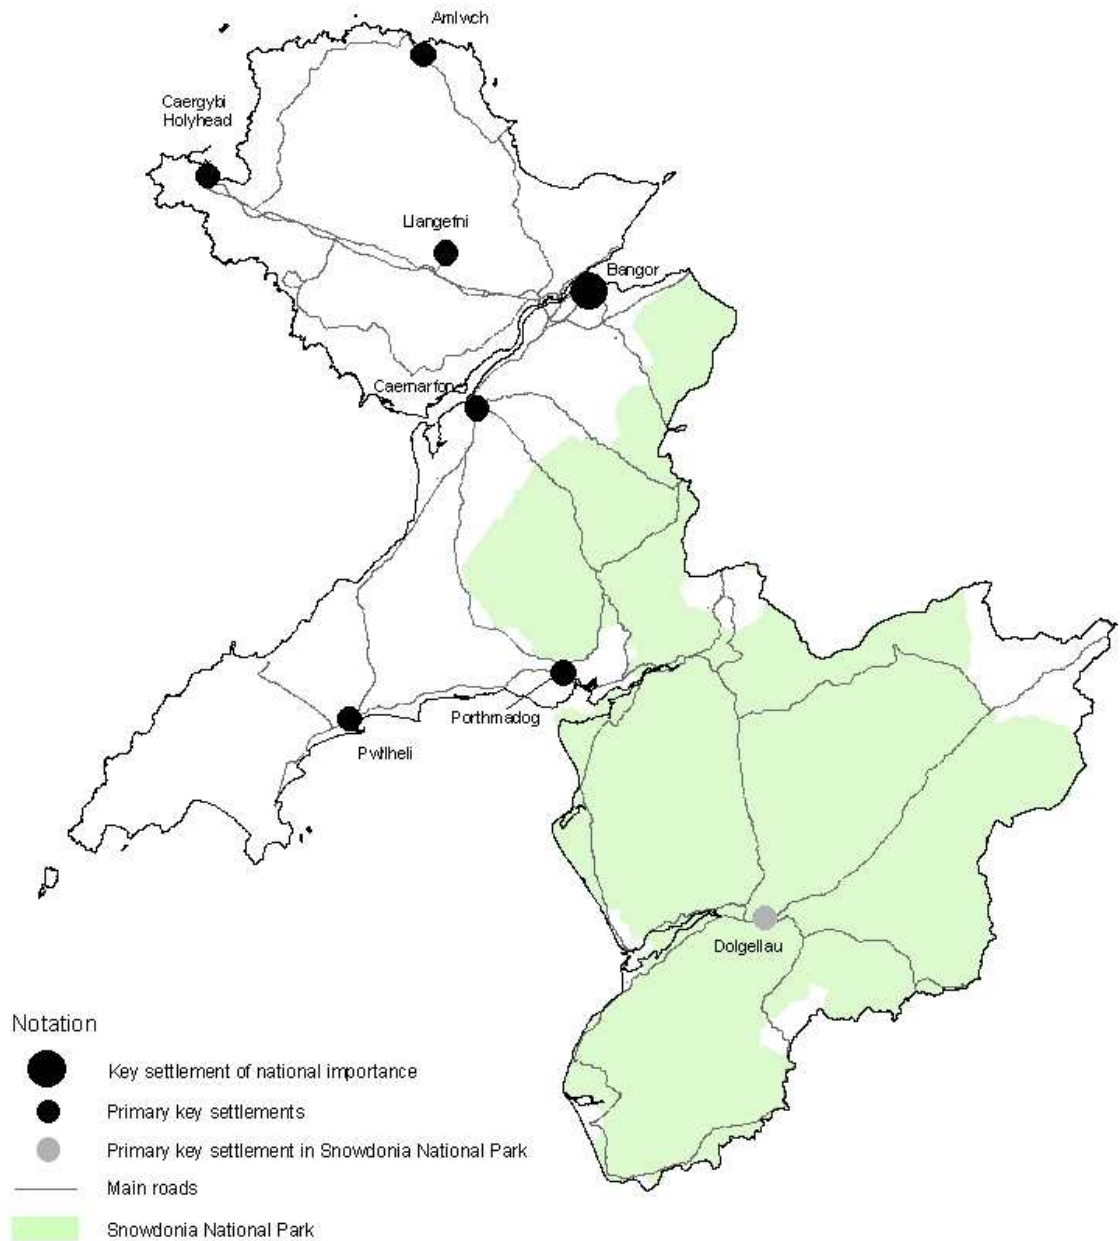 Amlwch
Caergybi
Holyhead
Llangefni
Bangor
Caernarfon
Porthmadog
Pwllheli
Dolgellau
Notation
Key settlement of national importance
Primary key settlements
Primary key settlement in Snowdonia National Park
Main roads
Snowdonia National Park